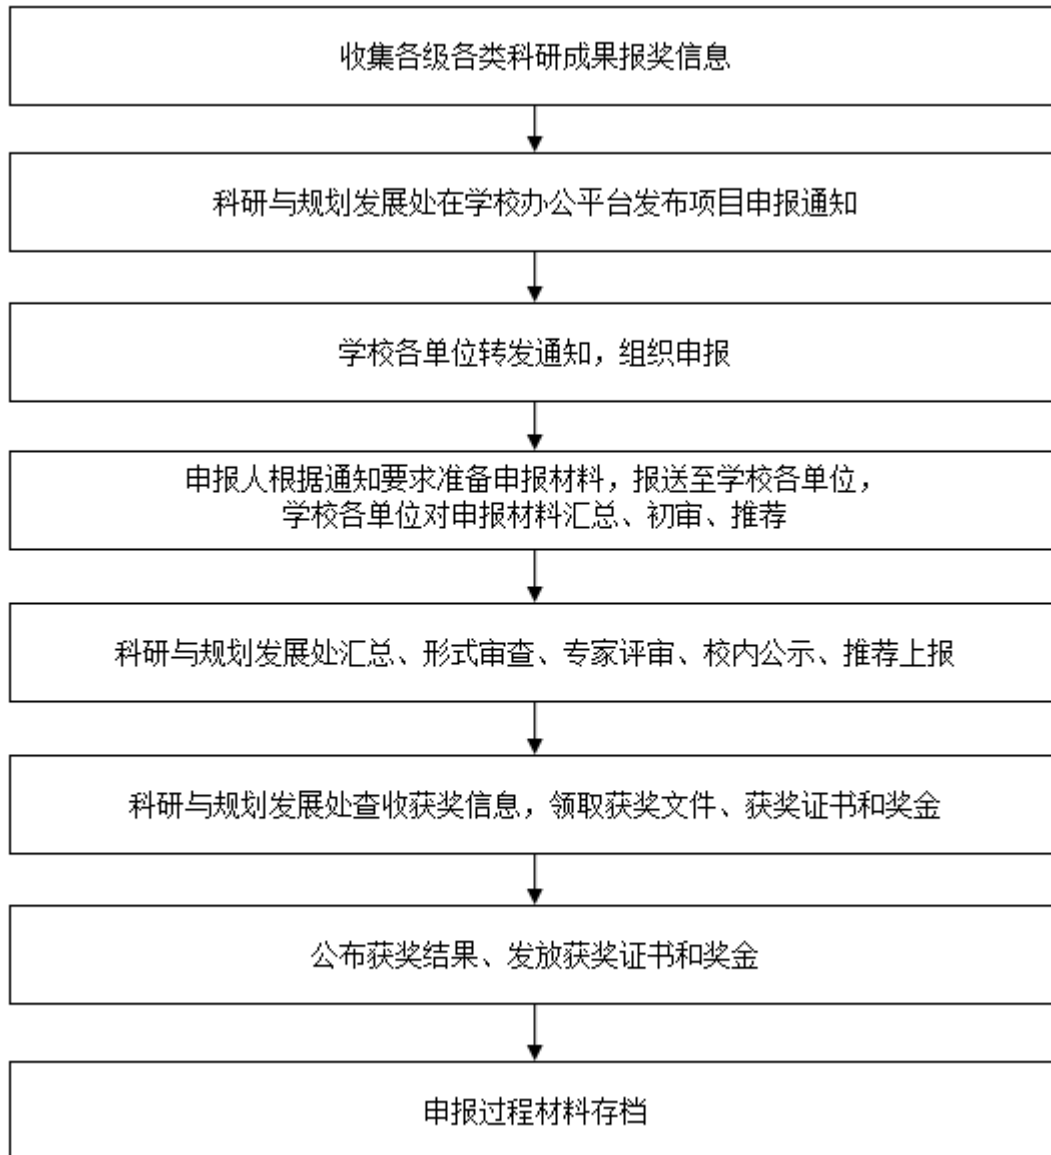 收集各级各类科研成果报奖信息
科研与规划发展处在学校办公平台发布项目申报通知
学校各单位转发通知，组织申报
申报人根据通知要求准备申报材料，报送至学校各单位，
学校各单位对申报材料汇总、初审、推荐
科研与规划发展处汇总、形式审查、专家评审、校内公示、推荐上报
科研与规划发展处查收获奖信息，领取获奖文件、获奖证书和奖金
公布获奖结果、发放获奖证书和奖金
申报过程材料存档